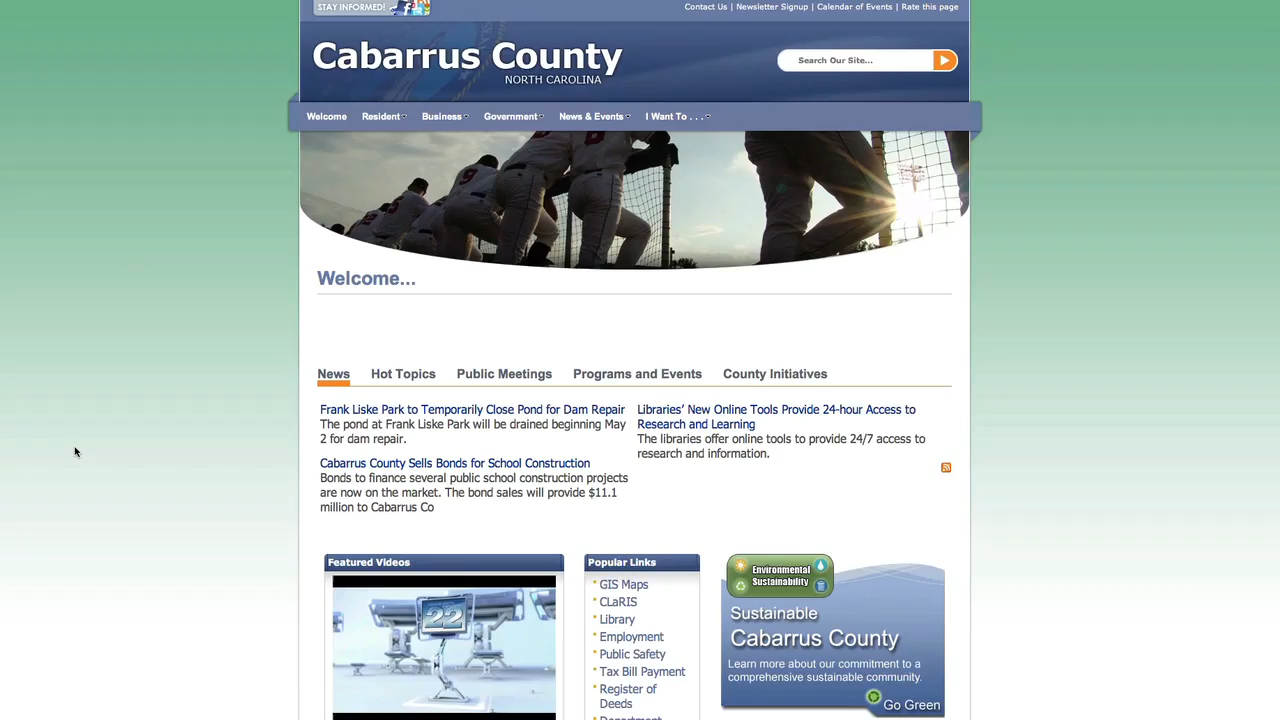 STAY INFORMED!
Contact Us | Newsletter Signup | Calendar of Events | Rate this page
Cabarrus County
NORTH CAROLINA
Search Our Site...
Welcome Resident Business Government News & Events I Want To . . .
9
Welcome...
News Hot Topics Public Meetings Programs and Events County Initiatives
Frank Liske Park to Temporarily Close Pond for Dam Repair
The pond at Frank Liske Park will be drained beginning May
2 for dam repair.
Cabarrus County Sells Bonds for School Construction
Bonds to finance several public school construction projects
are now on the market. The bond sales will provide $11.1
million to Cabarrus Co
Libraries’ New Online Tools Provide 24-hour Access to
Research and Learning
The libraries offer online tools to provide 24/7 access to
research and information.
Featured Videos
22
Popular Links
GIS Maps
CLaRIS
Library
Employment
Public Safety
Tax Bill Payment
Register of
Deeds
Environmental
Sustainability
Sustainable
Cabarrus County
Learn more about our commitment to a
comprehensive sustainable community.
Go Green